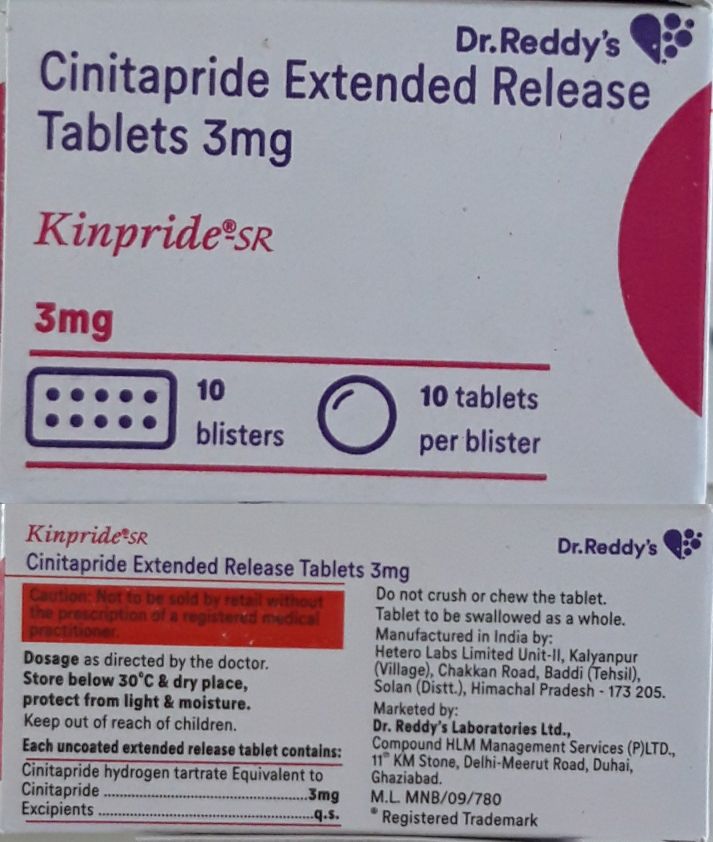 Dr.Reddy's
Cinitapride Extended Release
Tablets 3mg
Kinpride®-SR
3mg
10
blisters
10 tablets
per blister
Kinpride®SR
Cinitapride Extended Release Tablets 3mg
Dr.Reddy's
Caution: Not to be sold by retail without
the prescription of a registered medical
practitioner.
Dosage as directed by the doctor.
Store below 30°C & dry place,
protect from light & moisture.
Keep out of reach of children.
Each uncoated extended release tablet contains:
Cinitapride hydrogen tartrate Equivalent to
Cinitapride ..........................................3mg
Excipients ............................................q.s.
Do not crush or chew the tablet.
Tablet to be swallowed as a whole.
Manufactured in India by:
Hetero Labs Limited Unit-II, Kalyanpur
(Village), Chakkan Road, Baddi (Tehsil),
Solan (Distt.), Himachal Pradesh - 173 205.
Marketed by:
Dr. Reddy's Laboratories Ltd.,
Compound HLM Management Services (P)LTD.,
11th KM Stone, Delhi-Meerut Road, Duhai,
Ghaziabad.
M.L. MNB/09/780
® Registered Trademark